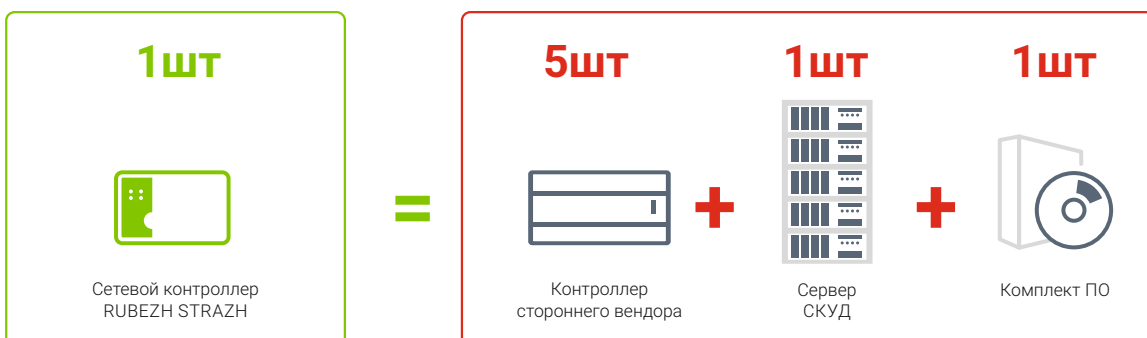 1шт
5шт
1шт
1шт
=
+
+
Сетевой контроллер
RUBEZH STRAZH
Контроллер
стороннего вендора
Сервер
СКУД
Комплект ПО